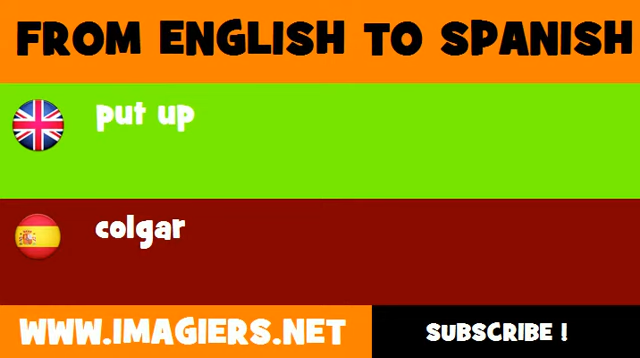 FROM ENGLISH TO SPANISH
put up
colgar
WWW.IMAGIERS.NET
SUBSCRIBE !